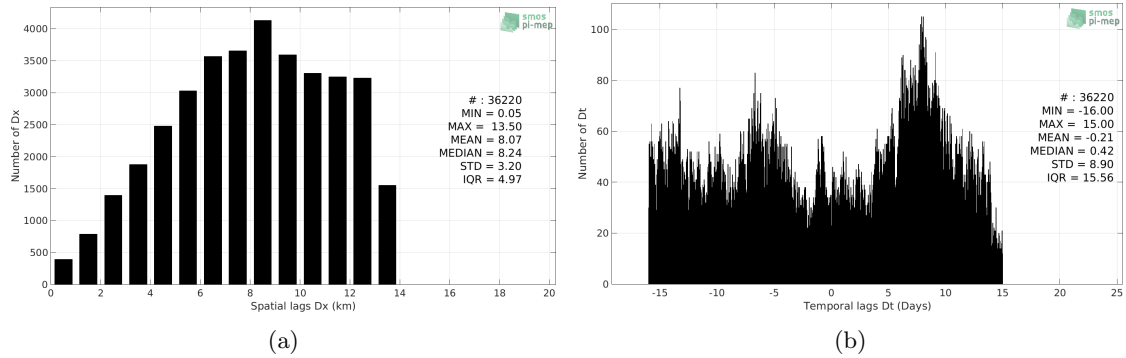 smos
pi-mep
4000
3500
3000
2500
2000
1500
1000
500
0
Number of Dx
# : 36220
MIN = 0.05
MAX = 13.50
MEAN = 8.07
MEDIAN = 8.24
STD = 3.20
IQR = 4.97
0 2 4 6 8 10 12 14 16 18 20
Spatial lags Dx (km)
(a)
smos
pi-mep
100
80
60
40
20
0
Number of Dt
# : 36220
MIN = -16.00
MAX = 15.00
MEAN = -0.21
MEDIAN = 0.42
STD = 8.90
IQR = 15.56
-15 -10 -5 0 5 10 15 20 25
Temporal lags Dt (Days)
(b)